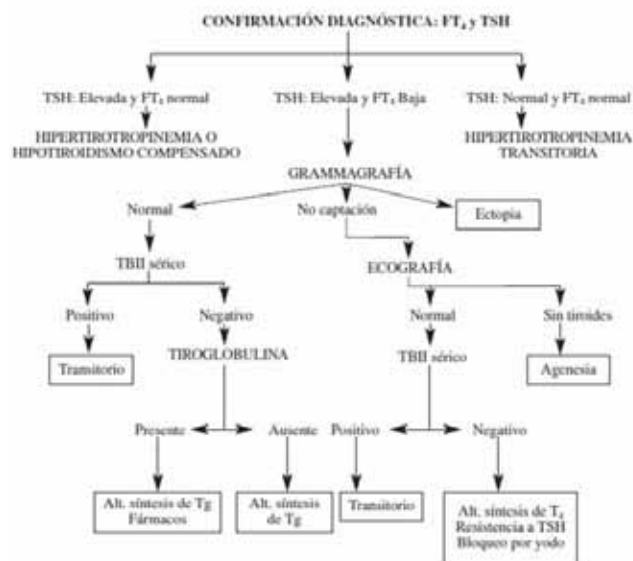 CONFIRMACIÓN DIAGNÓSTICA: FT4 y TSH
TSH: Elevada y FT4 normal
TSH: Elevada y FT4 Baja
TSH: Normal y FT4 normal
HIPERTIROTROPINEMIA O
HIPOTIROIDISMO COMPENSADO
HIPERTIROTROPINEMIA
TRANSITORIA
GRAMMAGRAFÍA
Normal
No captación
Ectopia
TBII sérico
ECOGRAFÍA
Positivo
Negativo
Normal
Sin tiroides
Transitorio
TIROGLOBULINA
TBII sérico
Agenesia
Presente
Ausente
Positivo
Negativo
Alt. síntesis de Tg
Fármacos
Alt. síntesis
de Tg
Transitorio
Alt. síntesis de T4
Resistencia a TSH
Bloqueo por yodo